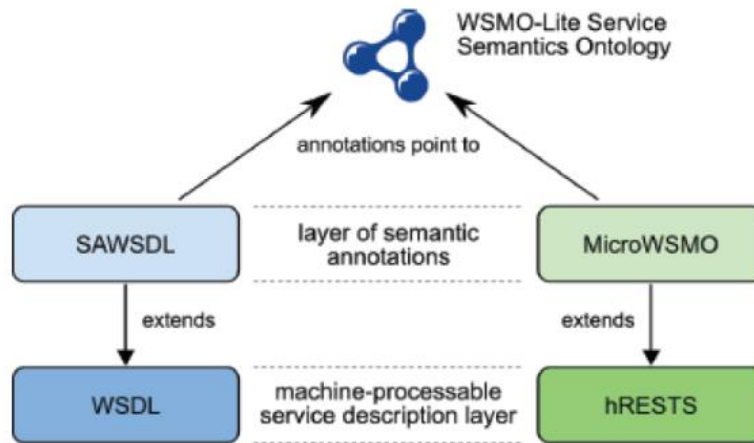 WSMO-Lite Service
Semantics Ontology
annotations point to
SAWSDL
layer of semantic
annotations
MicroWSMO
extends
extends
WSDL
machine-processable
service description layer
hRESTS